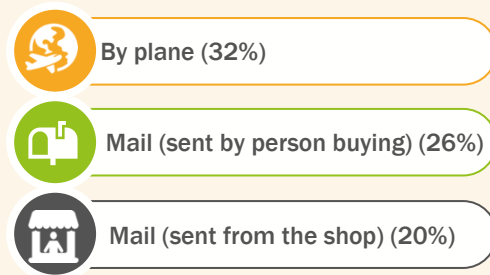 By plane (32%)
Mail (sent by person buying) (26%)
Mail (sent from the shop) (20%)